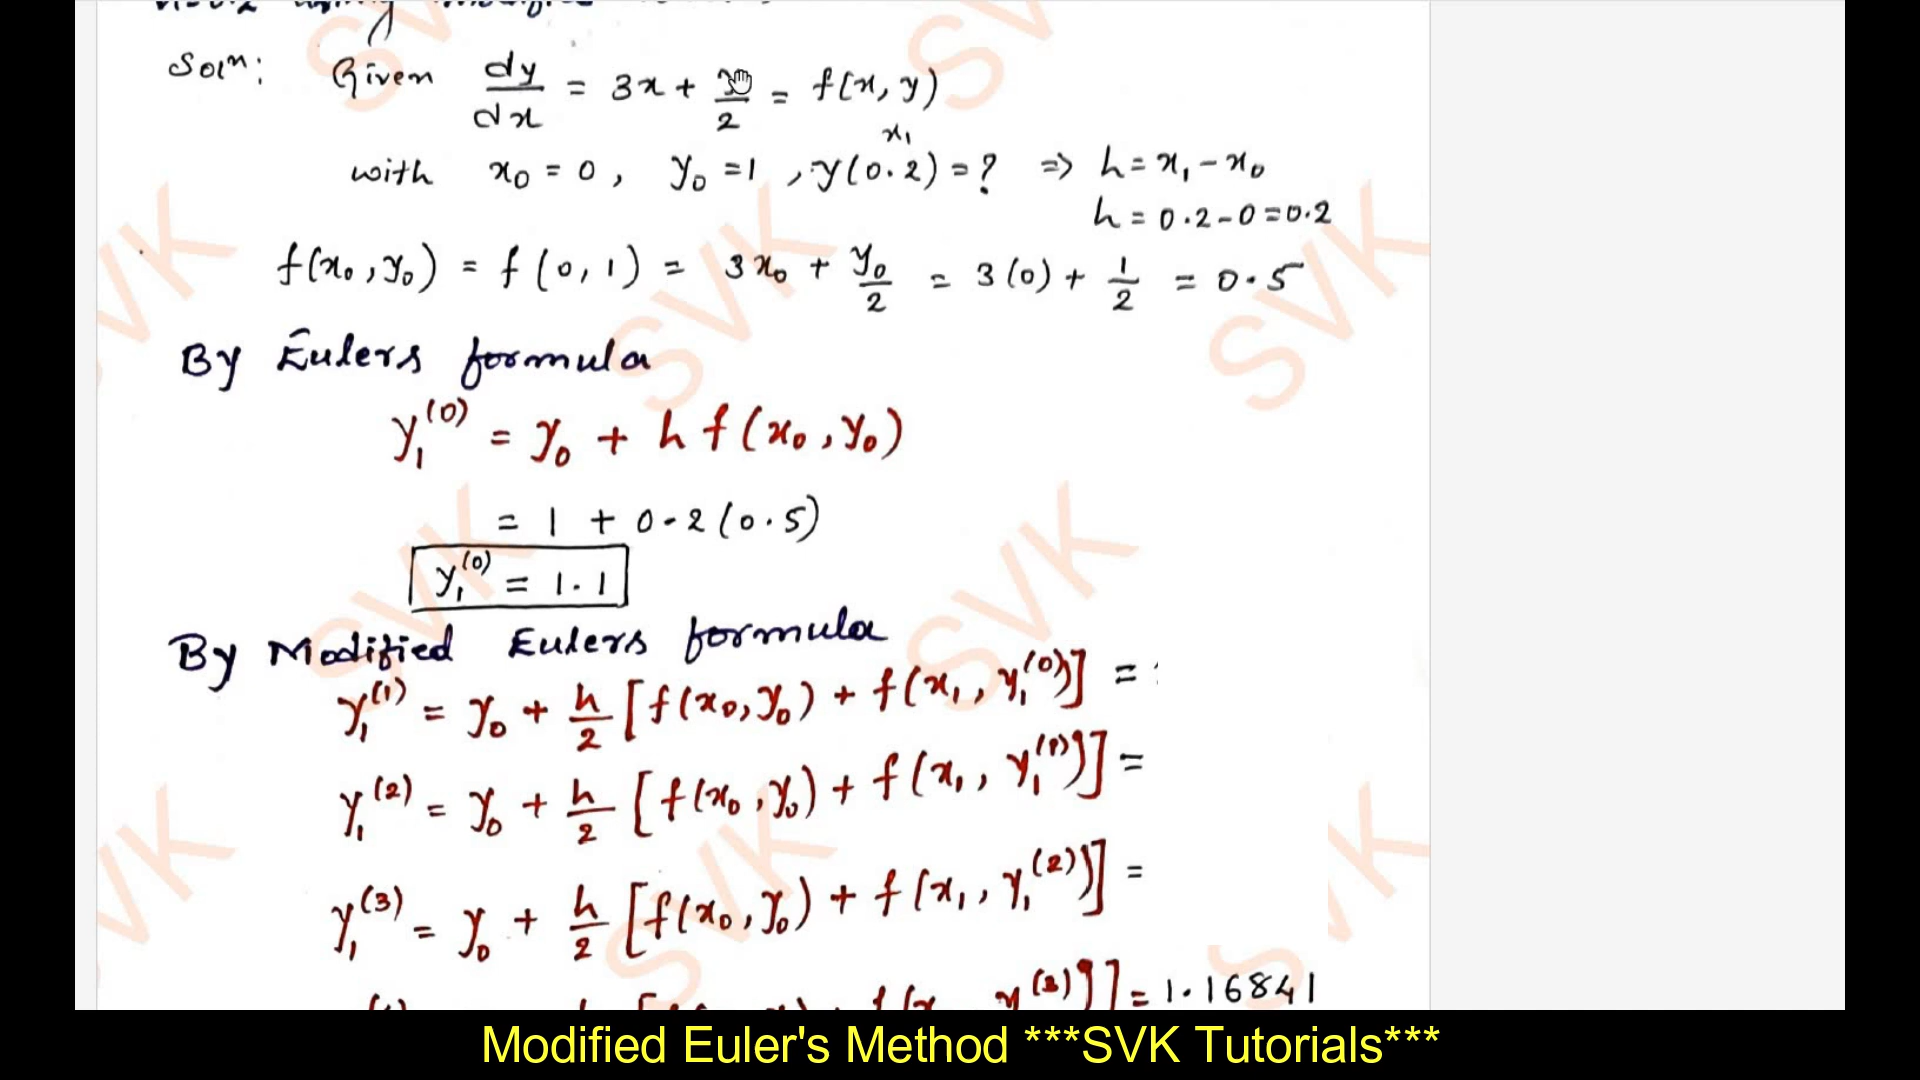 Soln: Given dy/dx = 3x + y/2 = f(x, y)
x₁
with x₀ = 0, y₀ = 1, y(0.2) = ? ⇒ h = x₁ - x₀
h = 0.2 - 0 = 0.2
f(x₀, y₀) = f(0, 1) = 3x₀ + y₀/2 = 3(0) + 1/2 = 0.5
By Eulers formula
y₁⁽⁰⁾ = y₀ + h f(x₀, y₀)
= 1 + 0.2(0.5)
y₁⁽⁰⁾ = 1.1
By Modified Eulers formula
y₁⁽¹⁾ = y₀ + h/2 [f(x₀, y₀) + f(x₁, y₁⁽⁰⁾)] =
y₁⁽²⁾ = y₀ + h/2 [f(x₀, y₀) + f(x₁, y₁⁽¹⁾)] =
y₁⁽³⁾ = y₀ + h/2 [f(x₀, y₀) + f(x₁, y₁⁽²⁾)] =
y⁽³⁾)] = 1.16841
Modified Euler's Method ***SVK Tutorials***